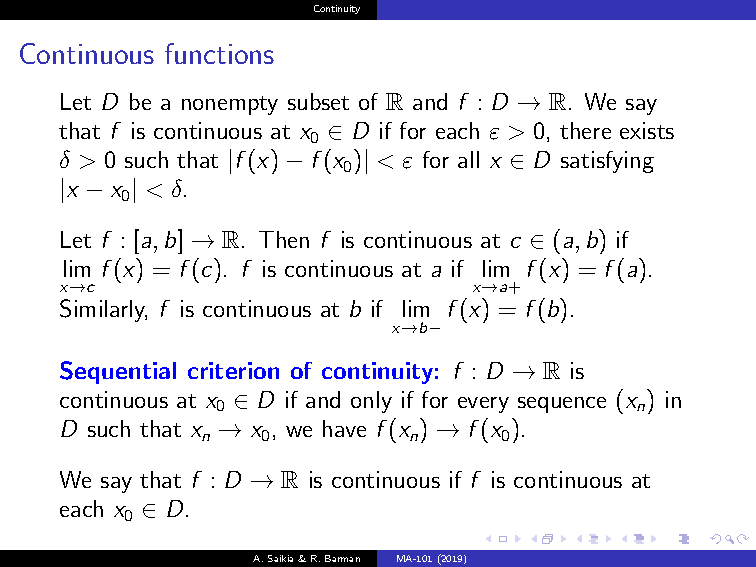 Continuity
Continuous functions
Let D be a nonempty subset of ℝ and f : D → ℝ. We say
that f is continuous at x₀ ∈ D if for each ε > 0, there exists
δ > 0 such that |f(x) − f(x₀)| < ε for all x ∈ D satisfying
|x − x₀| < δ.
Let f : [a, b] → ℝ. Then f is continuous at c ∈ (a, b) if
lim_{x→c} f(x) = f(c). f is continuous at a if lim_{x→a+} f(x) = f(a).
Similarly, f is continuous at b if lim_{x→b−} f(x) = f(b).
Sequential criterion of continuity: f : D → ℝ is
continuous at x₀ ∈ D if and only if for every sequence (xₙ) in
D such that xₙ → x₀, we have f(xₙ) → f(x₀).
We say that f : D → ℝ is continuous if f is continuous at
each x₀ ∈ D.
A. Saikia & R. Barman MA-101 (2019)